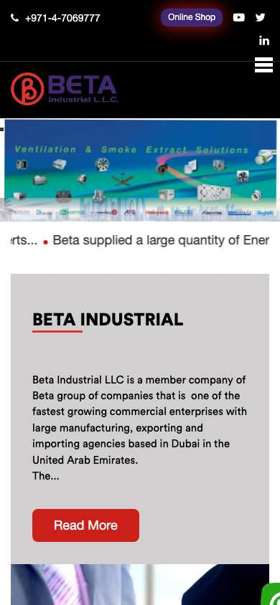 +971-4-7069777
Online Shop
in
BETA
Industrial L.L.C.
Ventilation & Smoke Extract Solutions
erts... • Beta supplied a large quantity of Ener
BETA INDUSTRIAL
Beta Industrial LLC is a member company of
Beta group of companies that is one of the
fastest growing commercial enterprises with
large manufacturing, exporting and
importing agencies based in Dubai in the
United Arab Emirates.
The...
Read More